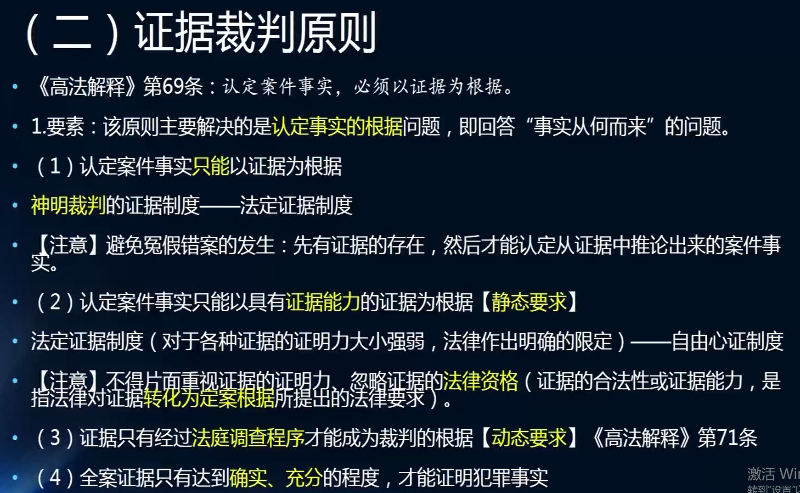 （二）证据裁判原则
• 《高法解释》第69条：认定案件事实，必须以证据为根据。
• 1.要素：该原则主要解决的是认定事实的根据问题，即回答“事实从何而来”的问题。
• （1）认定案件事实只能以证据为根据
• 神明裁判的证据制度——法定证据制度
• 【注意】避免冤假错案的发生：先有证据的存在，然后才能认定从证据中推论出来的案件事
实。
• （2）认定案件事实只能以具有证据能力的证据为根据【静态要求】
• 法定证据制度（对于各种证据的证明力大小强弱，法律作出明确的限定）——自由心证制度
• 【注意】不得片面重视证据的证明力，忽略证据的法律资格（证据的合法性或证据能力，是
指法律对证据转化为定案根据所提出的法律要求）。
• （3）证据只有经过法庭调查程序才能成为裁判的根据【动态要求】《高法解释》第71条
• （4）全案证据只有达到确实、充分的程度，才能证明犯罪事实
激活 Win
转到"设置"以